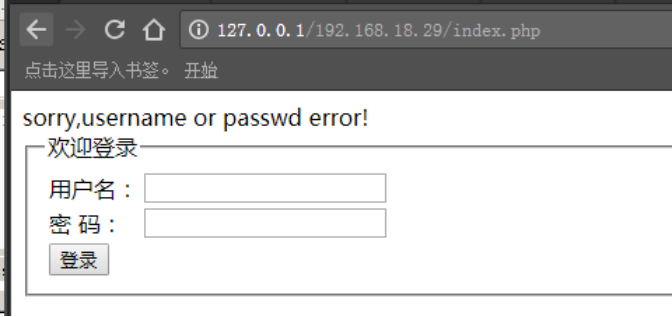 127.0.0.1/192.168.18.29/index.php
点击这里导入书签。 开始
sorry,username or passwd error!
欢迎登录
用户名：
密 码：
登录